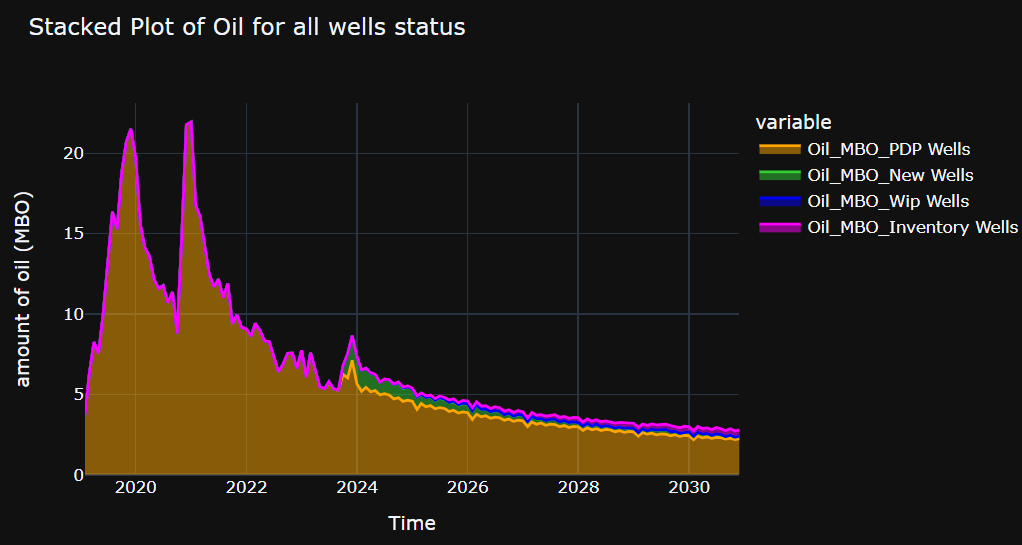 Stacked Plot of Oil for all wells status
variable
Oil_MBO_PDP Wells
Oil_MBO_New Wells
Oil_MBO_Wip Wells
Oil_MBO_Inventory Wells
amount of oil (MBO)
20
15
10
5
0
2020 2022 2024 2026 2028 2030
Time